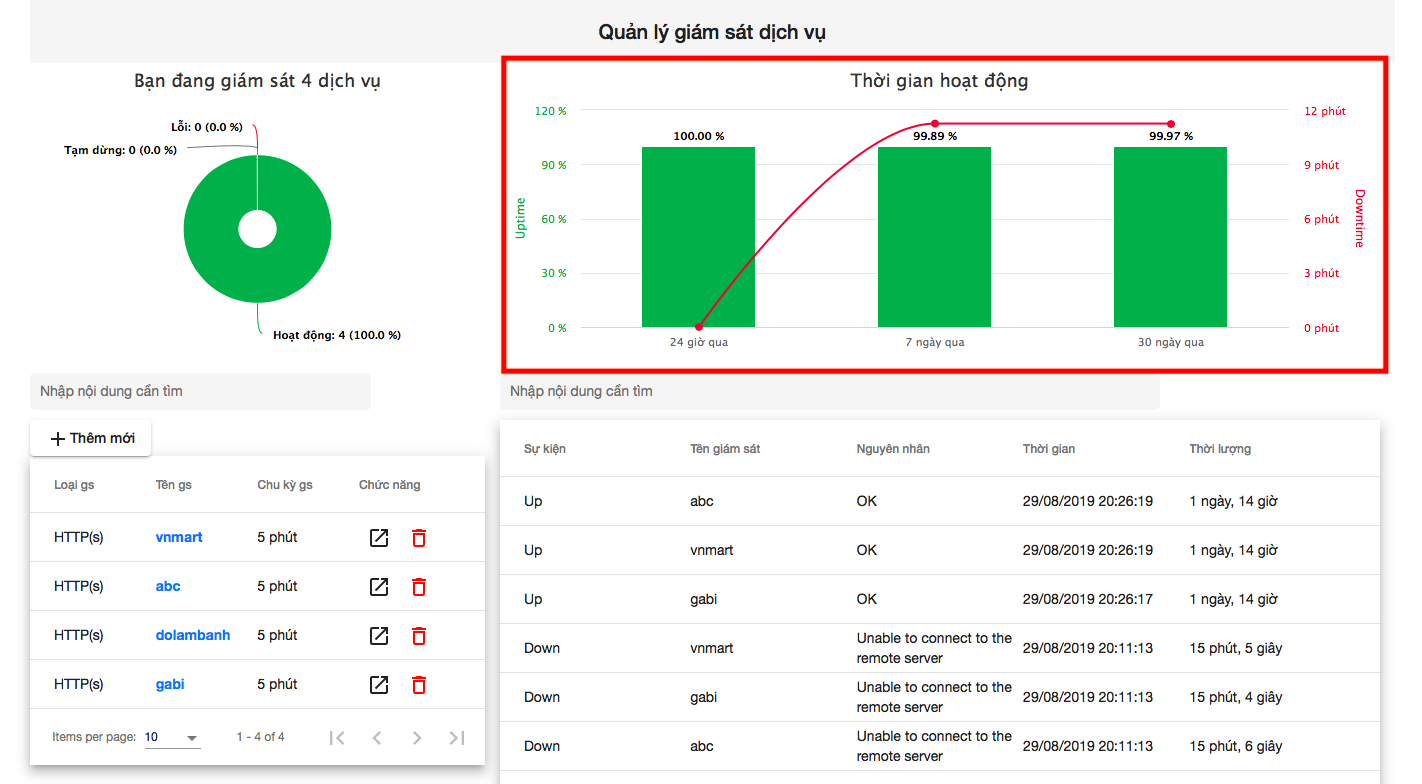 Quản lý giám sát dịch vụ
Bạn đang giám sát 4 dịch vụ
Lỗi: 0 (0.0 %)
Tạm dừng: 0 (0.0 %)
Hoạt động: 4 (100.0 %)
Thời gian hoạt động
120 %
90 %
60 %
30 %
0 %
Uptime
100.00 %
99.89 %
99.97 %
12 phút
9 phút
6 phút
3 phút
0 phút
Downtime
24 giờ qua
7 ngày qua
30 ngày qua
Nhập nội dung cần tìm
Thêm mới
Loại gs Tên gs Chu kỳ gs Chức năng
HTTP(s) vnmart 5 phút
HTTP(s) abc 5 phút
HTTP(s) dolambanh 5 phút
HTTP(s) gabi 5 phút
Items per page: 10 1 - 4 of 4
Nhập nội dung cần tìm
Sự kiện Tên giám sát Nguyên nhân Thời gian Thời lượng
Up abc OK 29/08/2019 20:26:19 1 ngày, 14 giờ
Up vnmart OK 29/08/2019 20:26:19 1 ngày, 14 giờ
Up gabi OK 29/08/2019 20:26:17 1 ngày, 14 giờ
Down vnmart Unable to connect to the remote server 29/08/2019 20:11:13 15 phút, 5 giây
Down gabi Unable to connect to the remote server 29/08/2019 20:11:13 15 phút, 4 giây
Down abc Unable to connect to the remote server 29/08/2019 20:11:13 15 phút, 6 giây